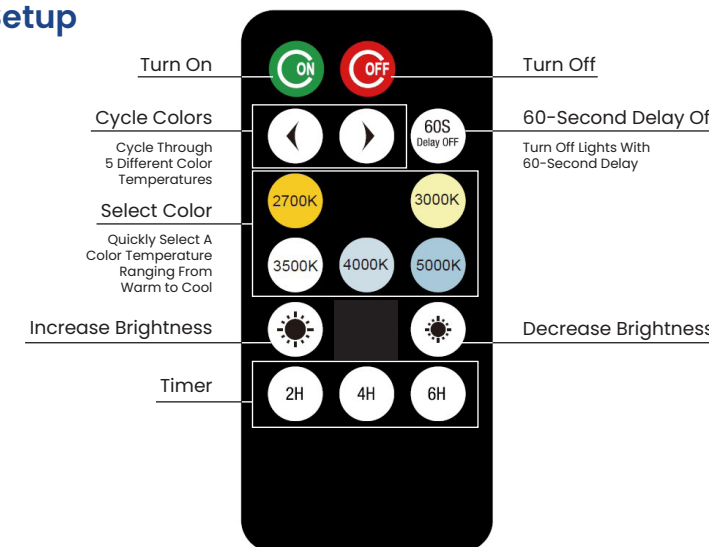 Setup
Turn On
ON
OFF
Turn Off
Cycle Colors
Cycle Through
5 Different Color
Temperatures
60S
Delay OFF
60-Second Delay Of
Turn Off Lights With
60-Second Delay
Select Color
Quickly Select A
Color Temperature
Ranging From
Warm to Cool
2700K
3000K
3500K
4000K
5000K
Increase Brightness
Decrease Brightness
Timer
2H
4H
6H